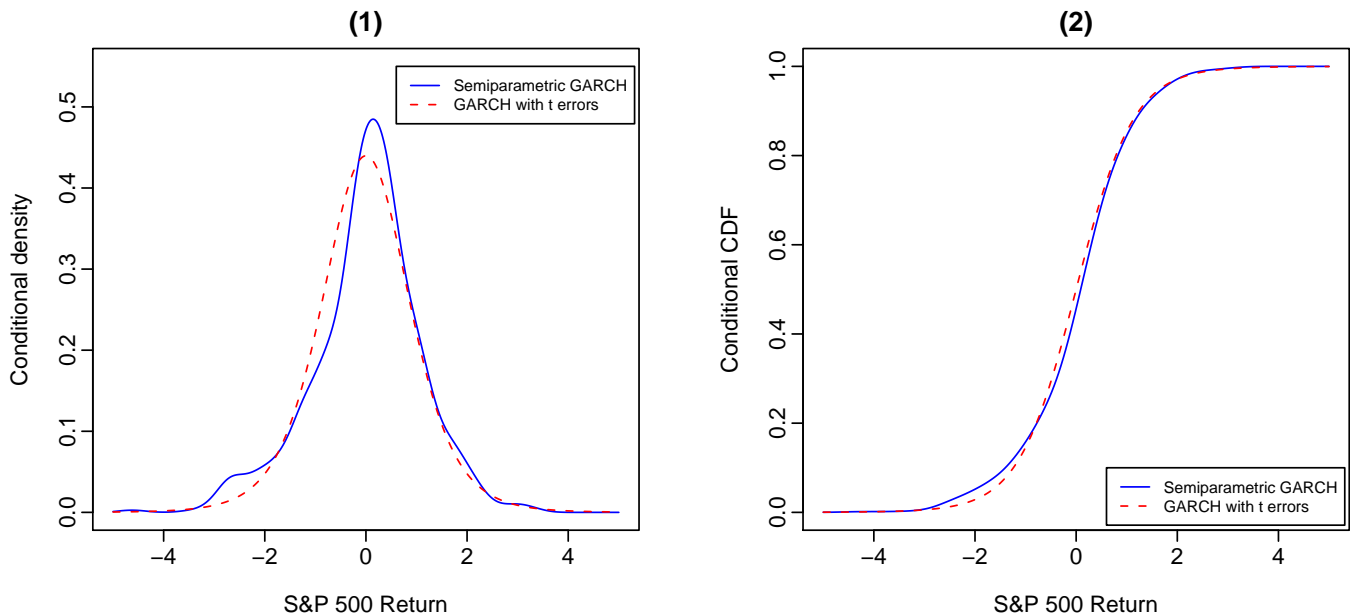 (1)
Semiparametric GARCH
GARCH with t errors
Conditional density
0.5
0.4
0.3
0.2
0.1
0.0
−4 −2 0 2 4
S&P 500 Return
(2)
Conditional CDF
1.0
0.8
0.6
0.4
0.2
0.0
Semiparametric GARCH
GARCH with t errors
−4 −2 0 2 4
S&P 500 Return